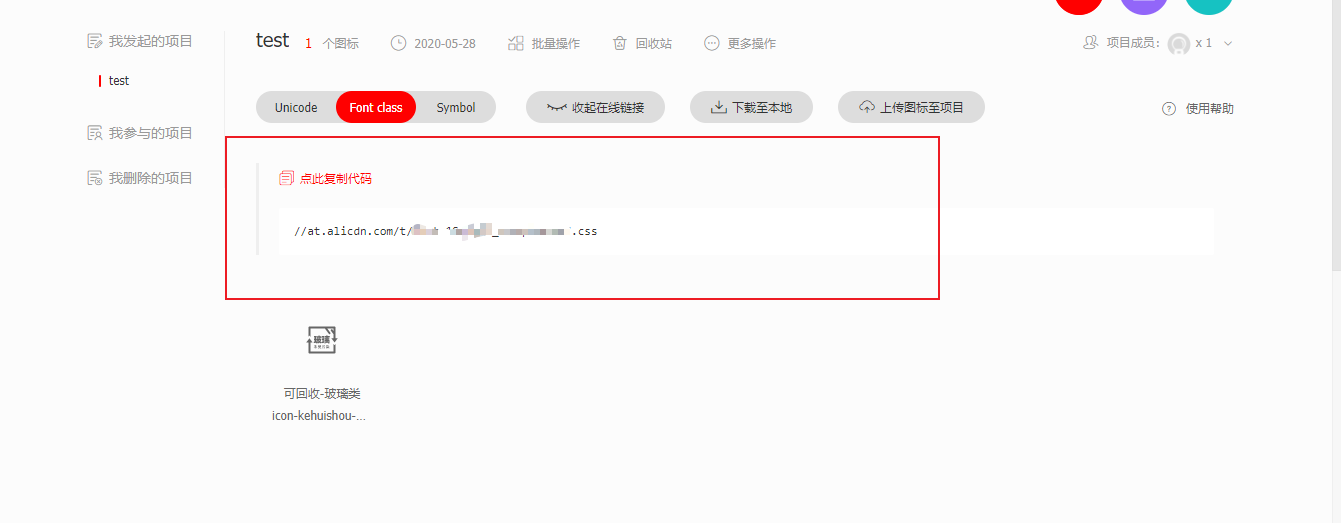 我发起的项目
test
我参与的项目
我删除的项目
test 1 个图标 2020-05-28 批量操作 回收站 更多操作 项目成员: x 1
Unicode Font class Symbol 收起在线链接 下载至本地 上传图标至项目 使用帮助
点此复制代码
//at.alicdn.com/t/ .css
玻璃
可回收-玻璃类
icon-kehuishou-...